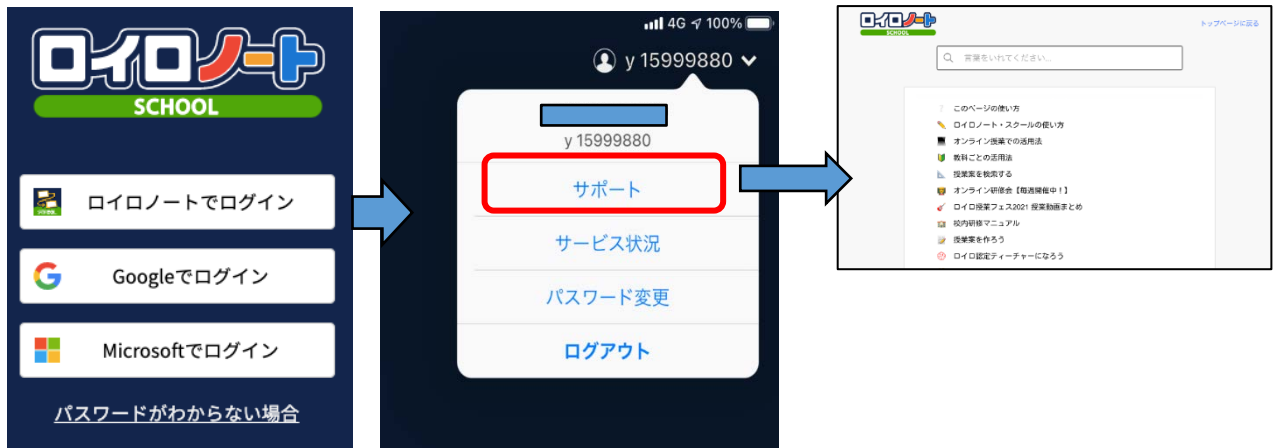 ロイロノート
SCHOOL
ロイロノートでログイン
Googleでログイン
Microsoftでログイン
パスワードがわからない場合
4G 100%
y 15999880
y 15999880
サポート
サービス状況
パスワード変更
ログアウト
ロイロノート
SCHOOL
トップページに戻る
言葉をいれてください...
このページの使い方
ロイロノート・スクールの使い方
オンライン授業での活用法
教科ごとの活用法
授業案を検索する
オンライン研修会【毎週開催中！】
ロイロ授業フェス2021 授業動画まとめ
校内研修マニュアル
授業案を作ろう
ロイロ認定ティーチャーになろう